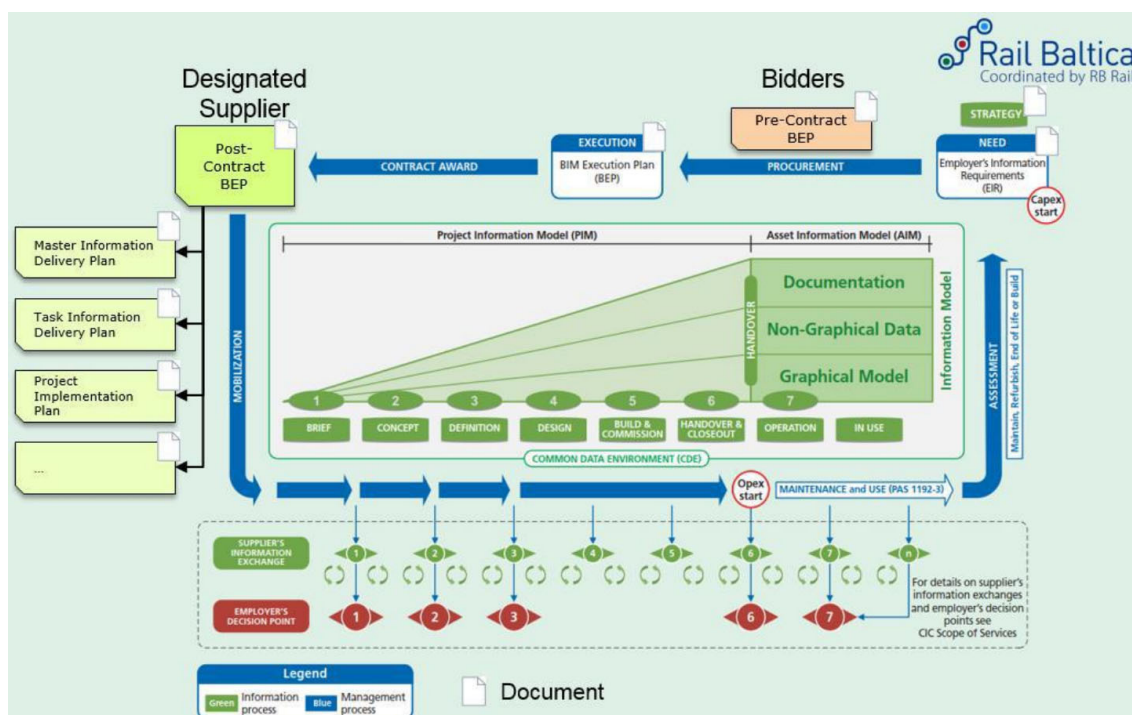 Rail Baltica
Coordinated by RB Rail
Designated
Supplier
Bidders
Post-
Contract
BEP
EXECUTION
BIM Execution Plan
(BEP)
Pre-Contract
BEP
STRATEGY
NEED
Employer's Information
Requirements
(EIR)
Capex
start
CONTRACT AWARD
PROCUREMENT
Master Information
Delivery Plan
Task Information
Delivery Plan
Project
Implementation
Plan
...
MOBILIZATION
Project Information Model (PIM)
Asset Information Model (AIM)
Documentation
Non-Graphical Data
Graphical Model
HANDOVER
Information Model
1 2 3 4 5 6 7
BRIEF
CONCEPT
DEFINITION
DESIGN
BUILD &
COMMISSION
HANDOVER &
CLOSEOUT
OPERATION
IN USE
COMMON DATA ENVIRONMENT (CDE)
ASSESSMENT
Maintain, Refurbish, End of Life or Build
Opex
start
MAINTENANCE and USE (PAS 1192-3)
SUPPLIER'S
INFORMATION
EXCHANGE
1 2 3 4 5 6 7 n
EMPLOYER'S
DECISION POINT
1 2 3 6 7
For details on supplier's
information exchanges
and employer's decision
points see
CIC Scope of Services
Legend
Green Information
process
Blue Management
process
Document